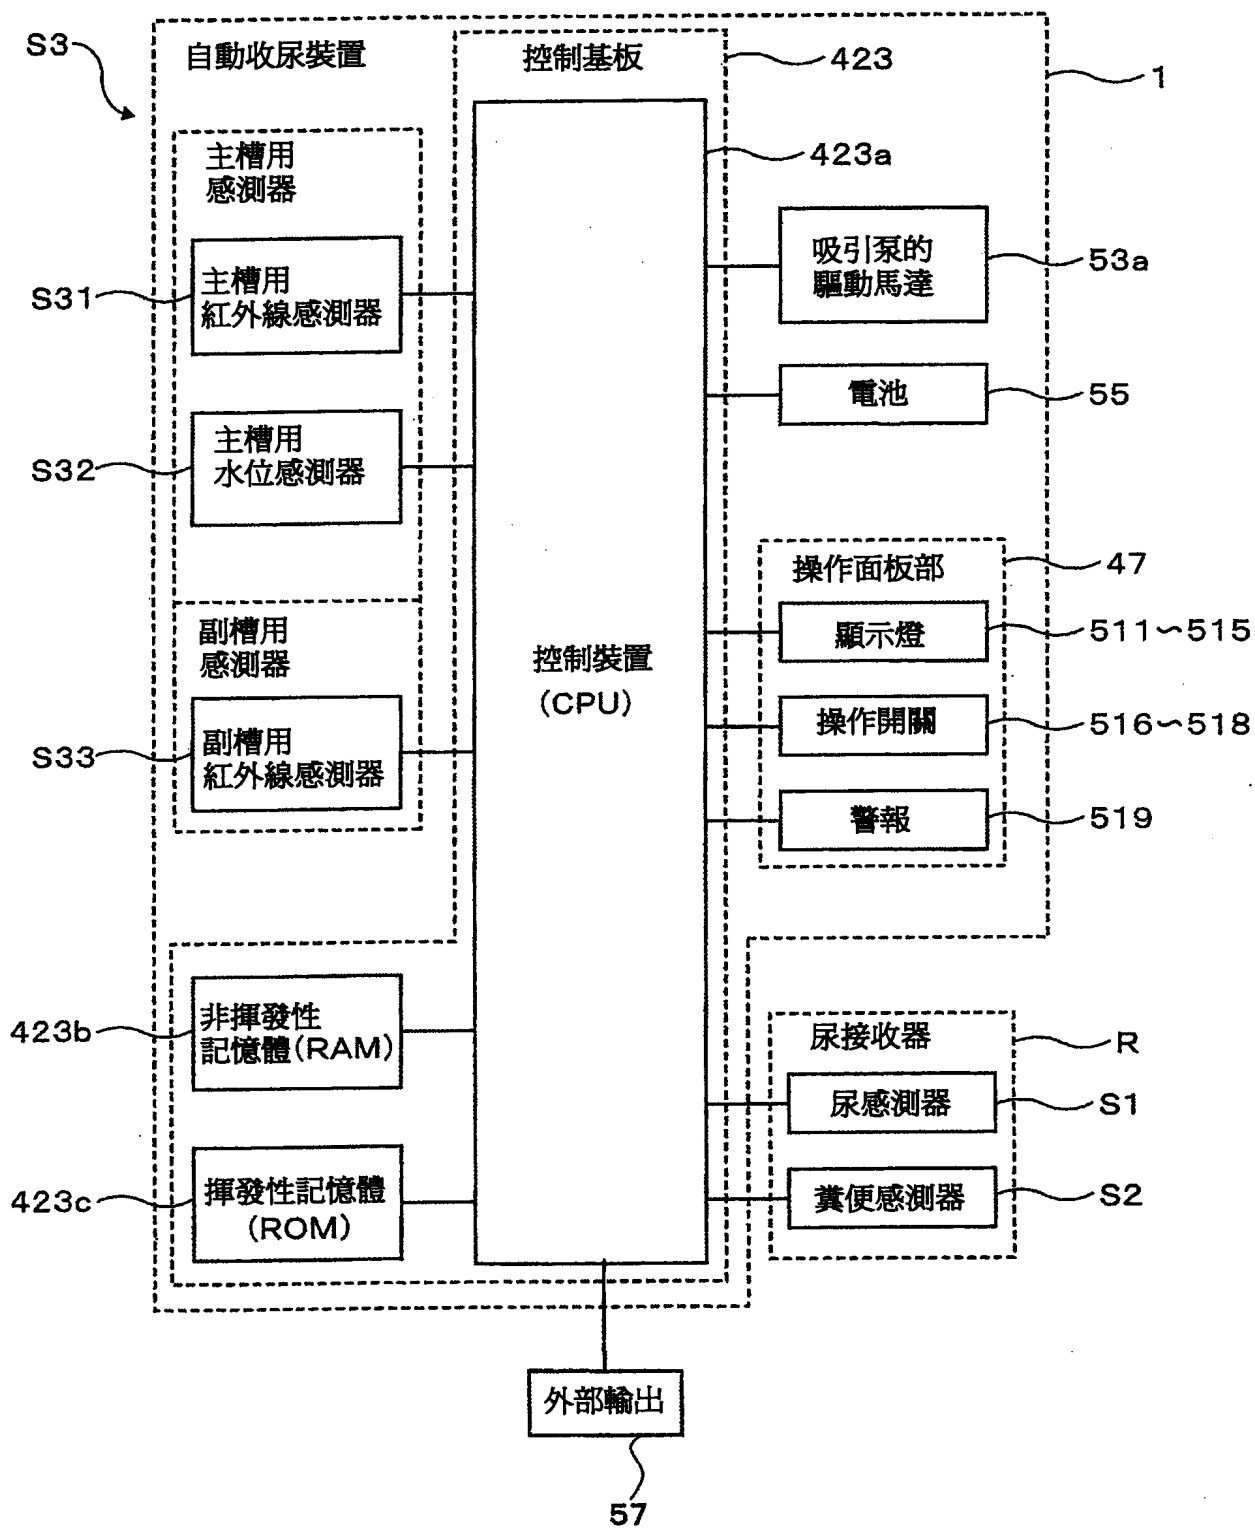 S3
自動收尿裝置
控制基板
423
1
423a
主槽用
感測器
主槽用
紅外線感測器
S31
主槽用
水位感測器
S32
副槽用
感測器
副槽用
紅外線感測器
S33
控制裝置
(CPU)
吸引泵的
驅動馬達
53a
電池
55
操作面板部
47
顯示燈
511～515
操作開關
516～518
警報
519
非揮發性
記憶體(RAM)
423b
揮發性記憶體
(ROM)
423c
尿接收器
R
尿感測器
S1
糞便感測器
S2
外部輸出
57